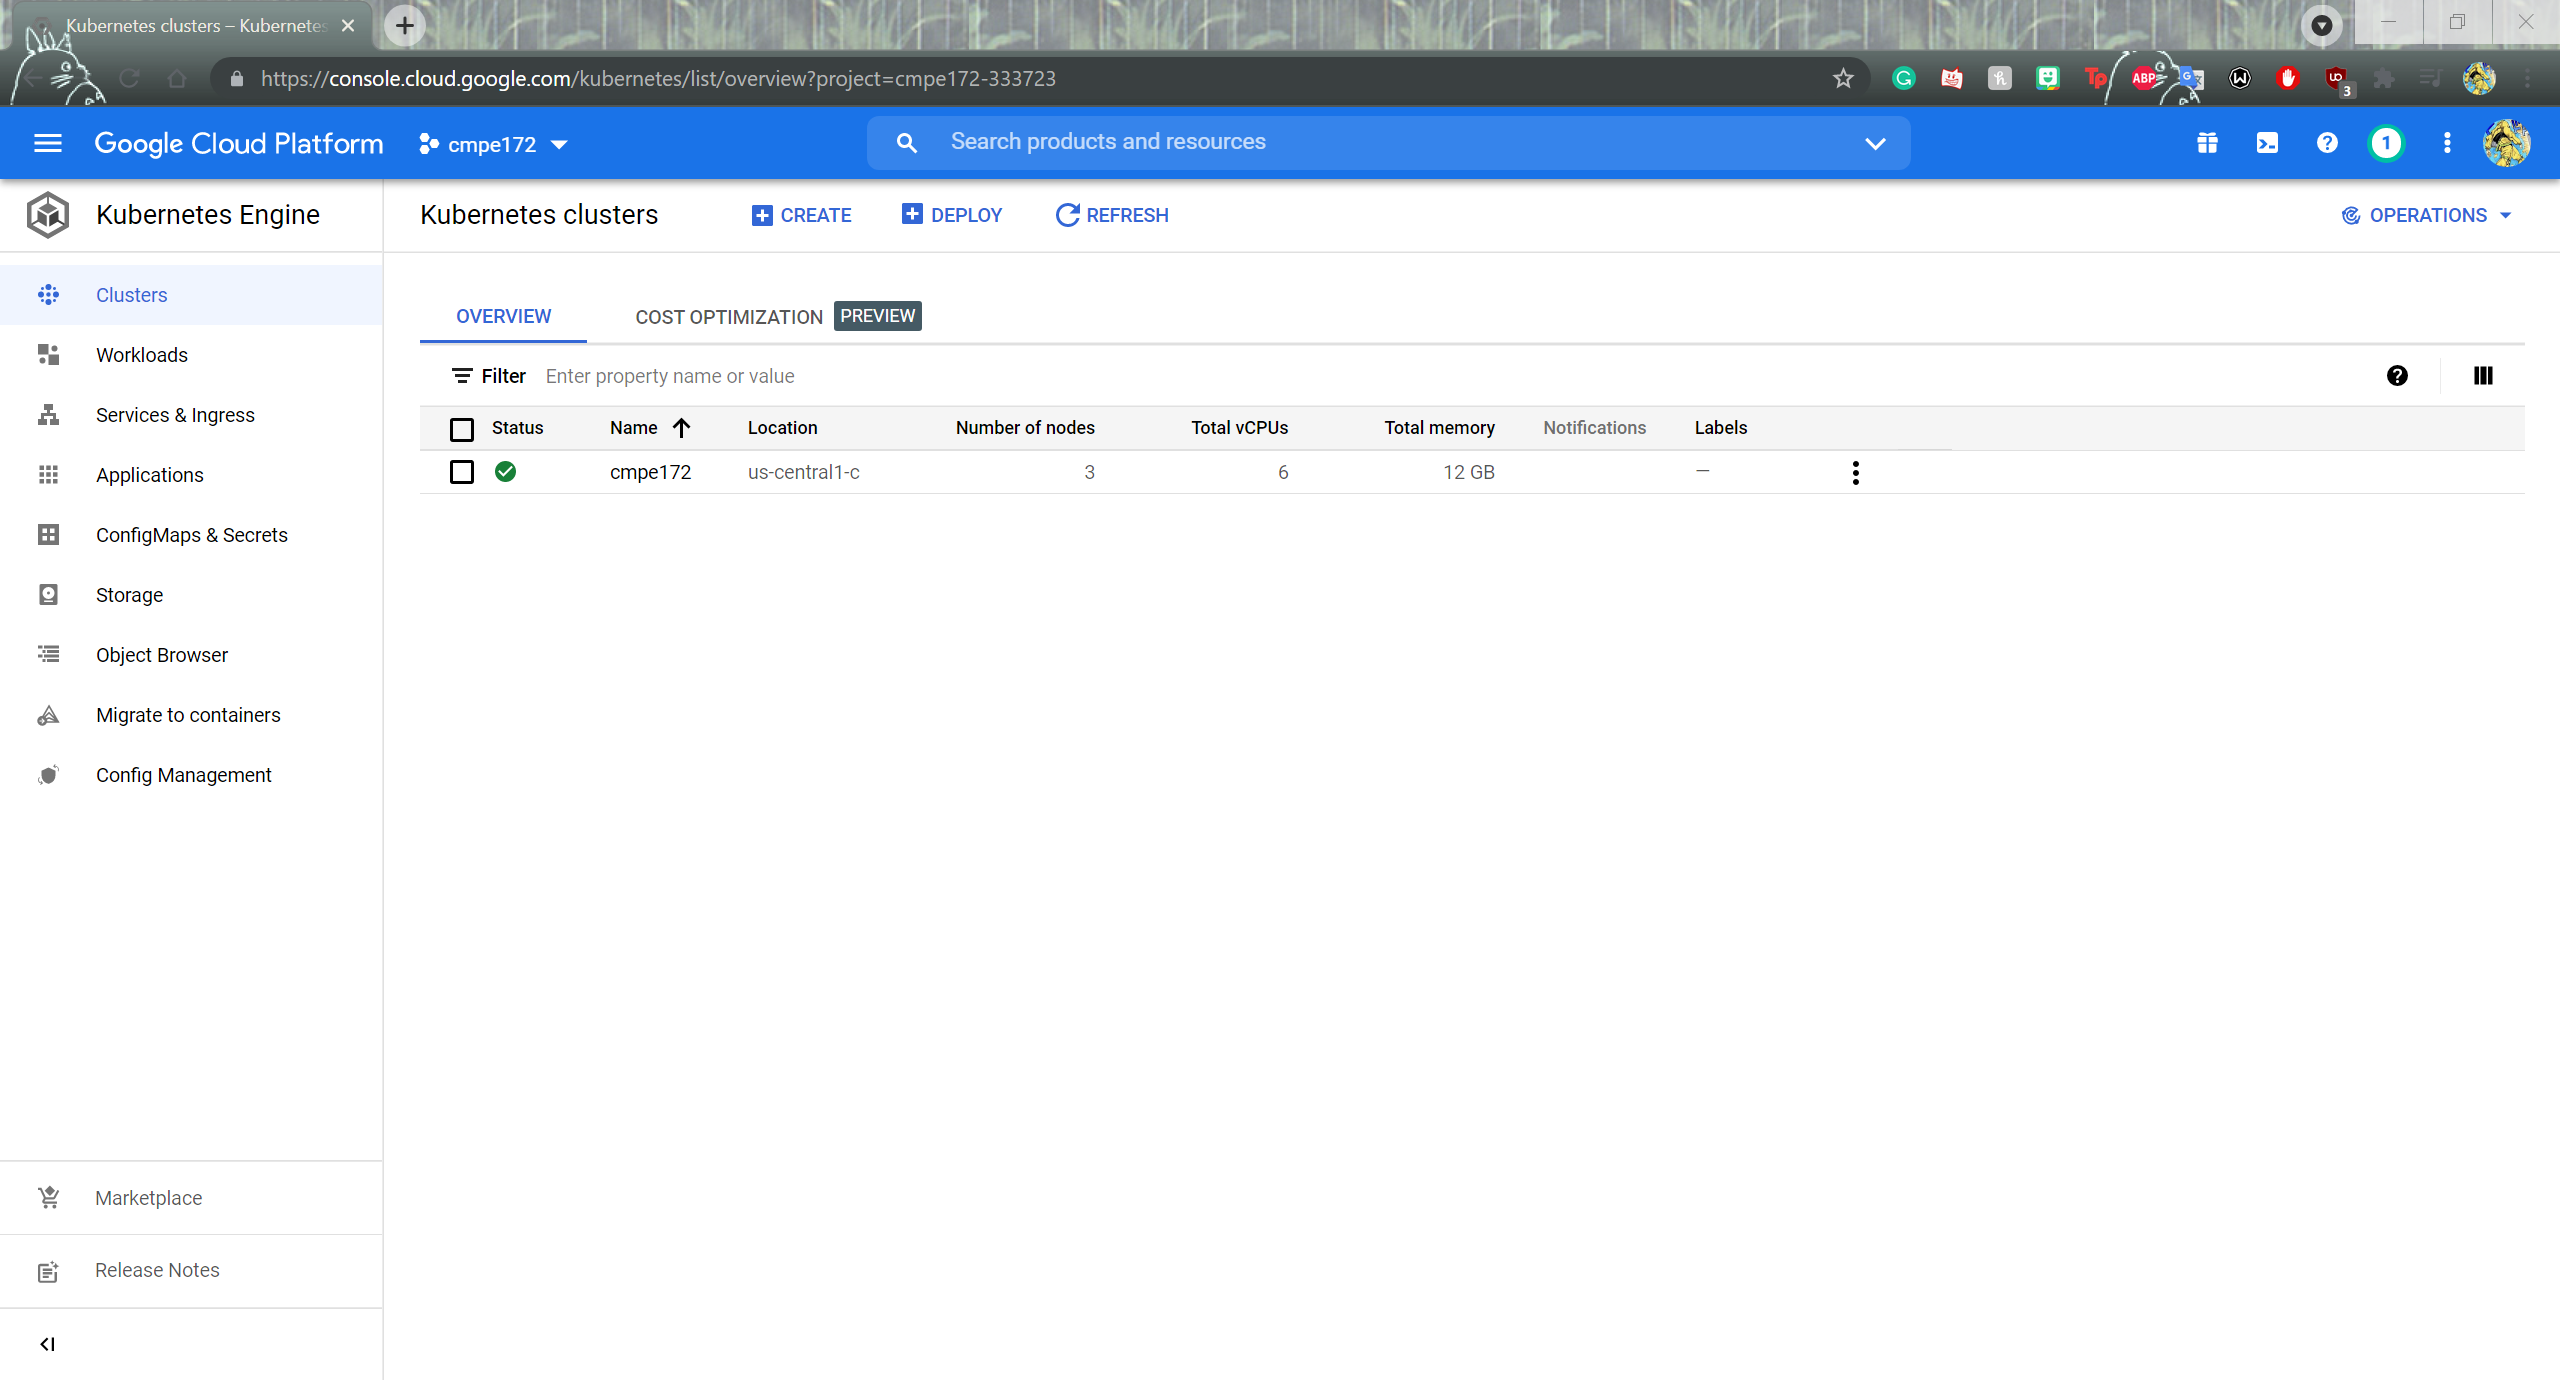 Kubernetes clusters – Kubernetes
https://console.cloud.google.com/kubernetes/list/overview?project=cmpe172-333723
ABP
3
Google Cloud Platform
cmpe172
Search products and resources
1
Kubernetes Engine
Kubernetes clusters
CREATE
DEPLOY
REFRESH
OPERATIONS
Clusters
Workloads
Services & Ingress
Applications
ConfigMaps & Secrets
Storage
Object Browser
Migrate to containers
Config Management
Marketplace
Release Notes
OVERVIEW
COST OPTIMIZATION PREVIEW
Filter Enter property name or value
Status Name Location Number of nodes Total vCPUs Total memory Notifications Labels
cmpe172 us-central1-c 3 6 12 GB —